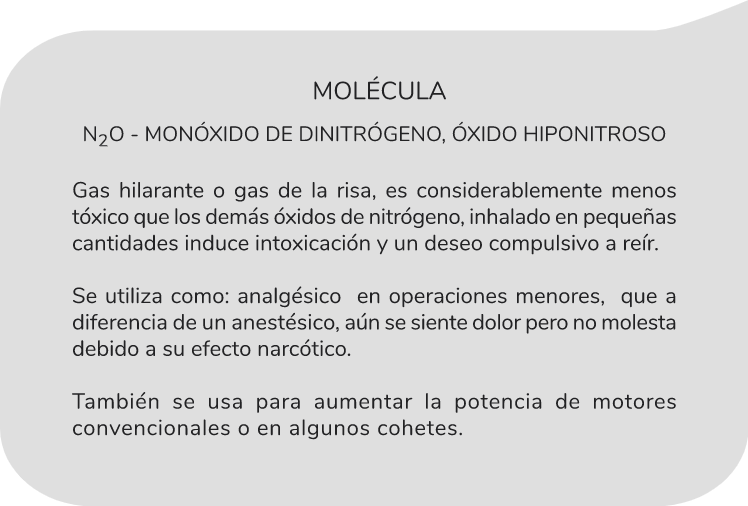 MOLÉCULA
N₂O - MONÓXIDO DE DINITRÓGENO, ÓXIDO HIPONITROSO
Gas hilarante o gas de la risa, es considerablemente menos
tóxico que los demás óxidos de nitrógeno, inhalado en pequeñas
cantidades induce intoxicación y un deseo compulsivo a reír.
Se utiliza como: analgésico en operaciones menores, que a
diferencia de un anestésico, aún se siente dolor pero no molesta
debido a su efecto narcótico.
También se usa para aumentar la potencia de motores
convencionales o en algunos cohetes.